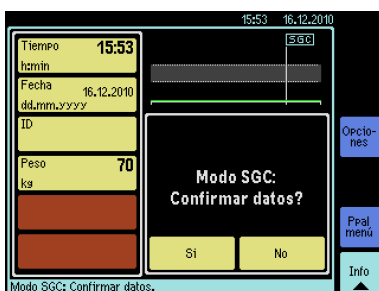 15:53 16.12.2010
Tiempo 15:53
h:min
SGC
Fecha 16.12.2010
dd.mm.yyyy
ID
Peso 70
kg
Modo SGC:
Confirmar datos?
Si No
Opcio-
nes
Ppal
menú
Info
Modo SGC: Confirmar datos.